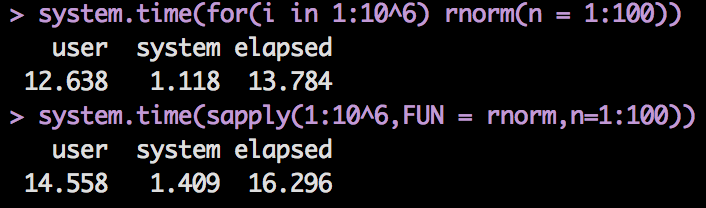 > system.time(for(i in 1:10^6) rnorm(n = 1:100))
   user  system elapsed
 12.638   1.118  13.784
> system.time(sapply(1:10^6,FUN = rnorm,n=1:100))
   user  system elapsed
 14.558   1.409  16.296